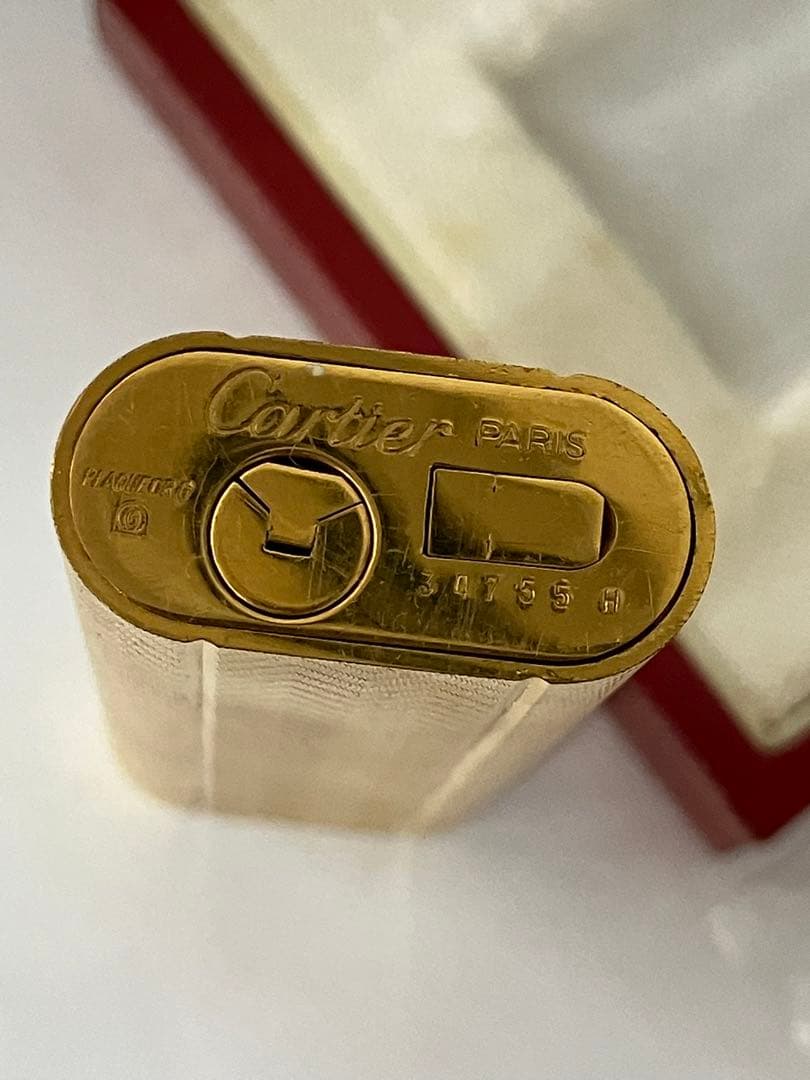 Cartier PARIS
PLAQUE OR G
G
34755 H